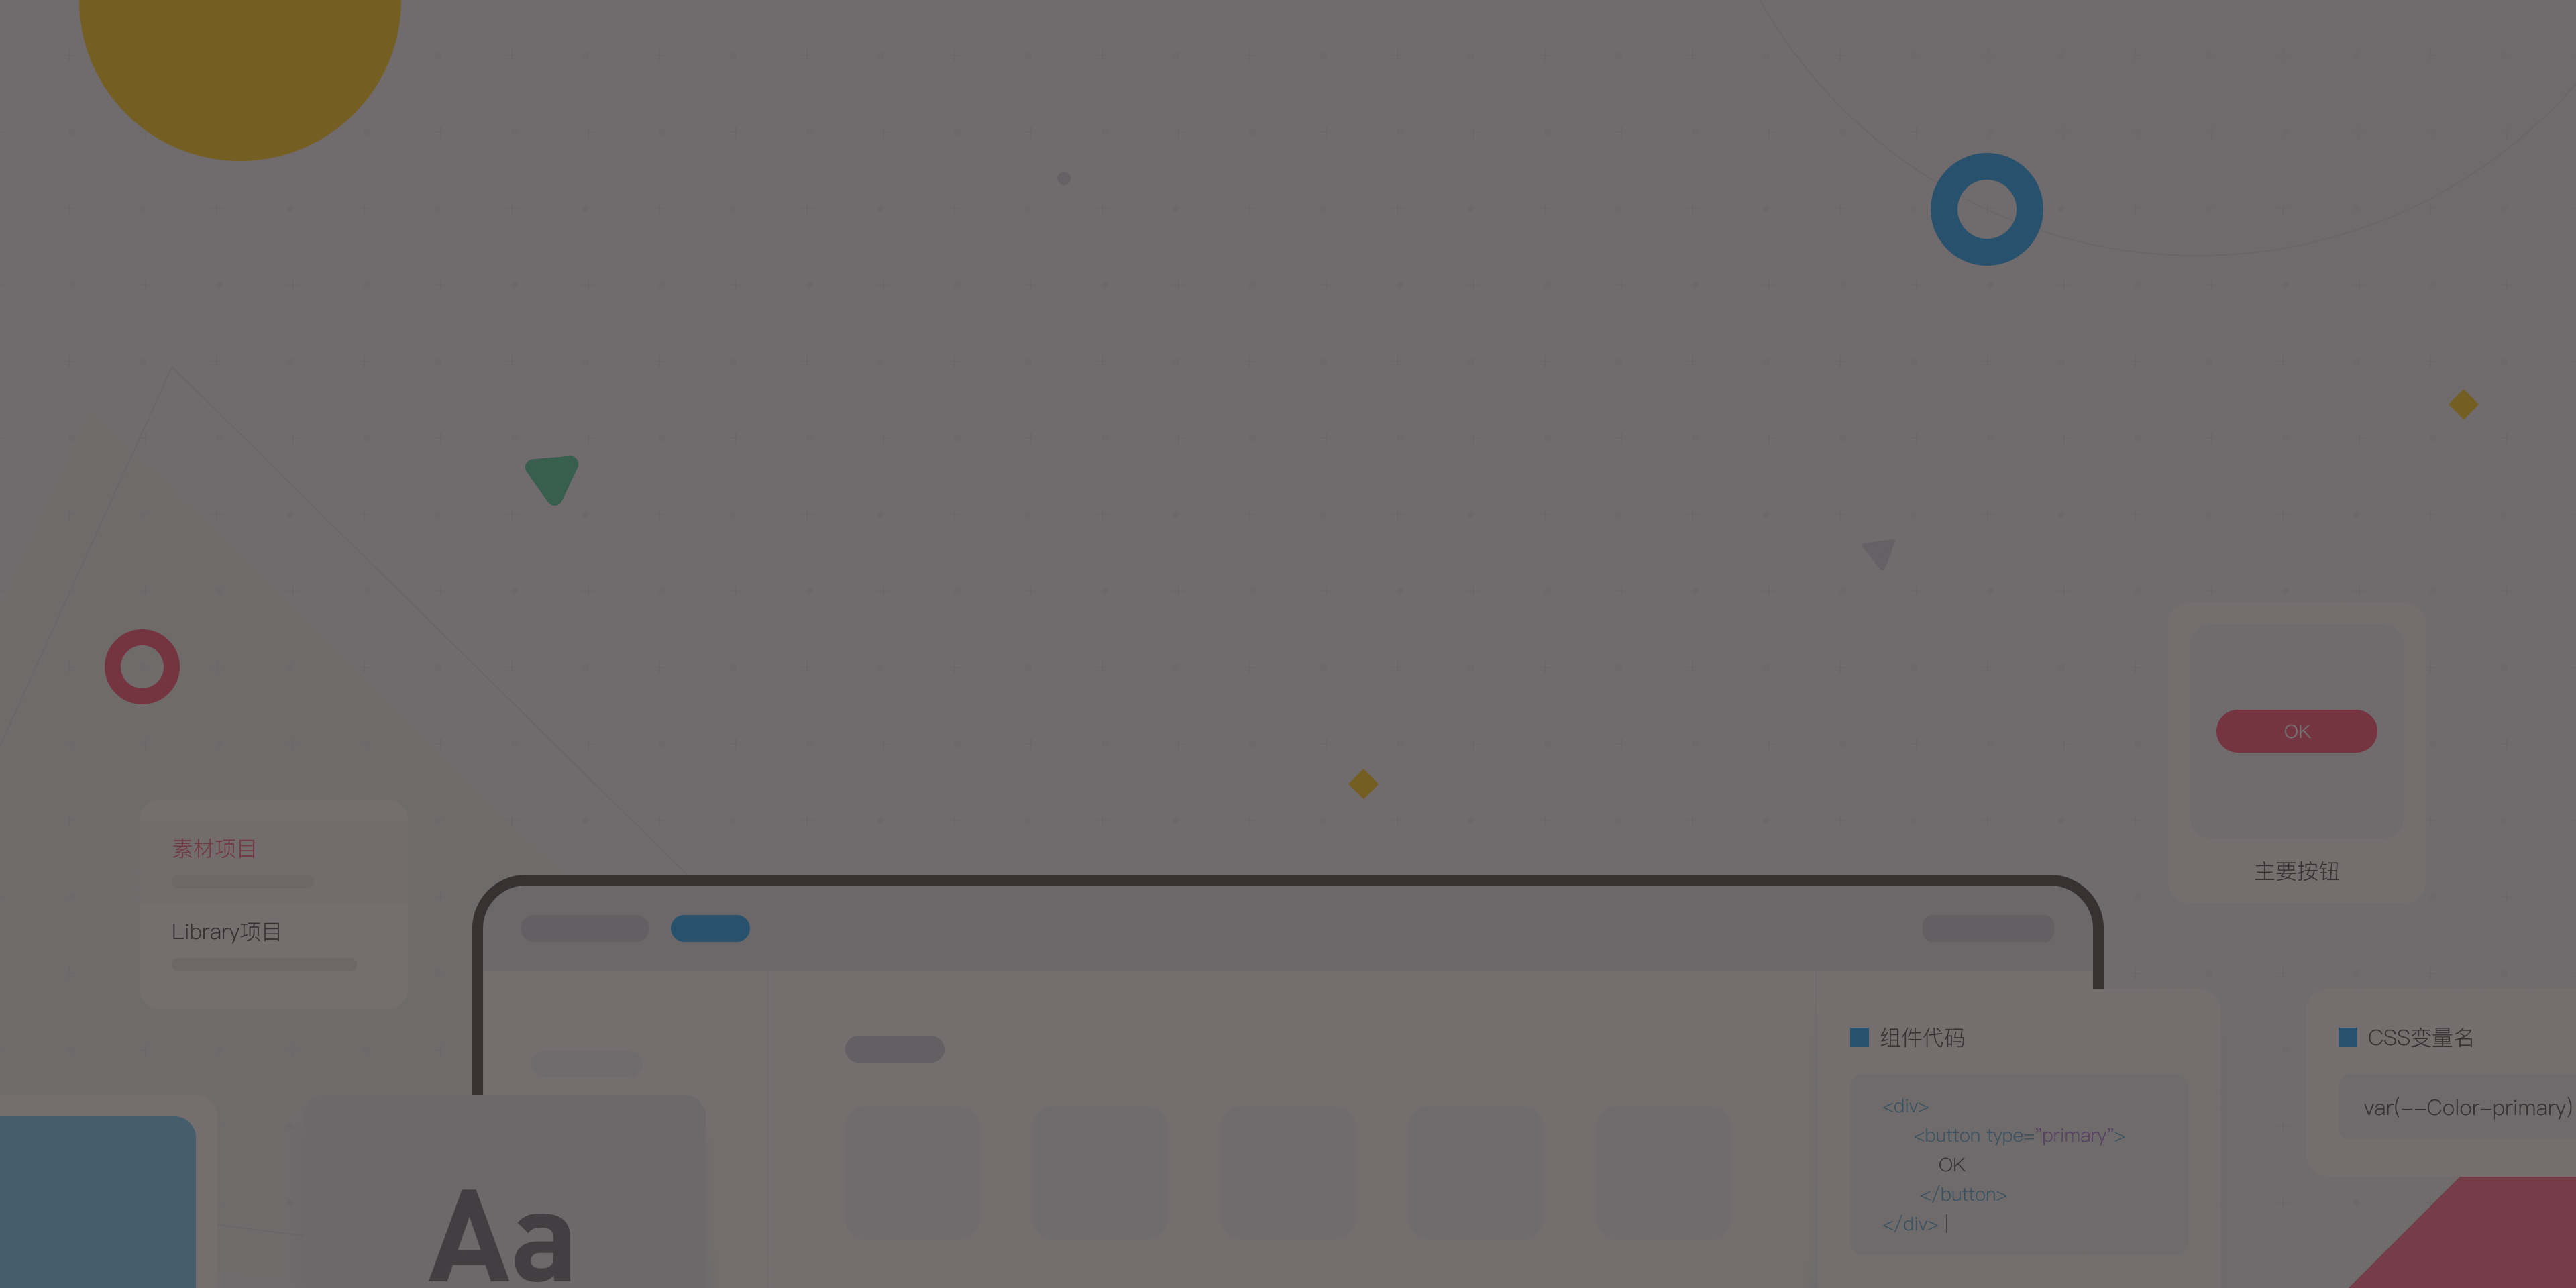 OK
主要按钮
素材项目
Library项目
组件代码
<div>
<button type="primary">
OK
</button>
</div>
CSS变量名
var(--Color-primary)
Aa